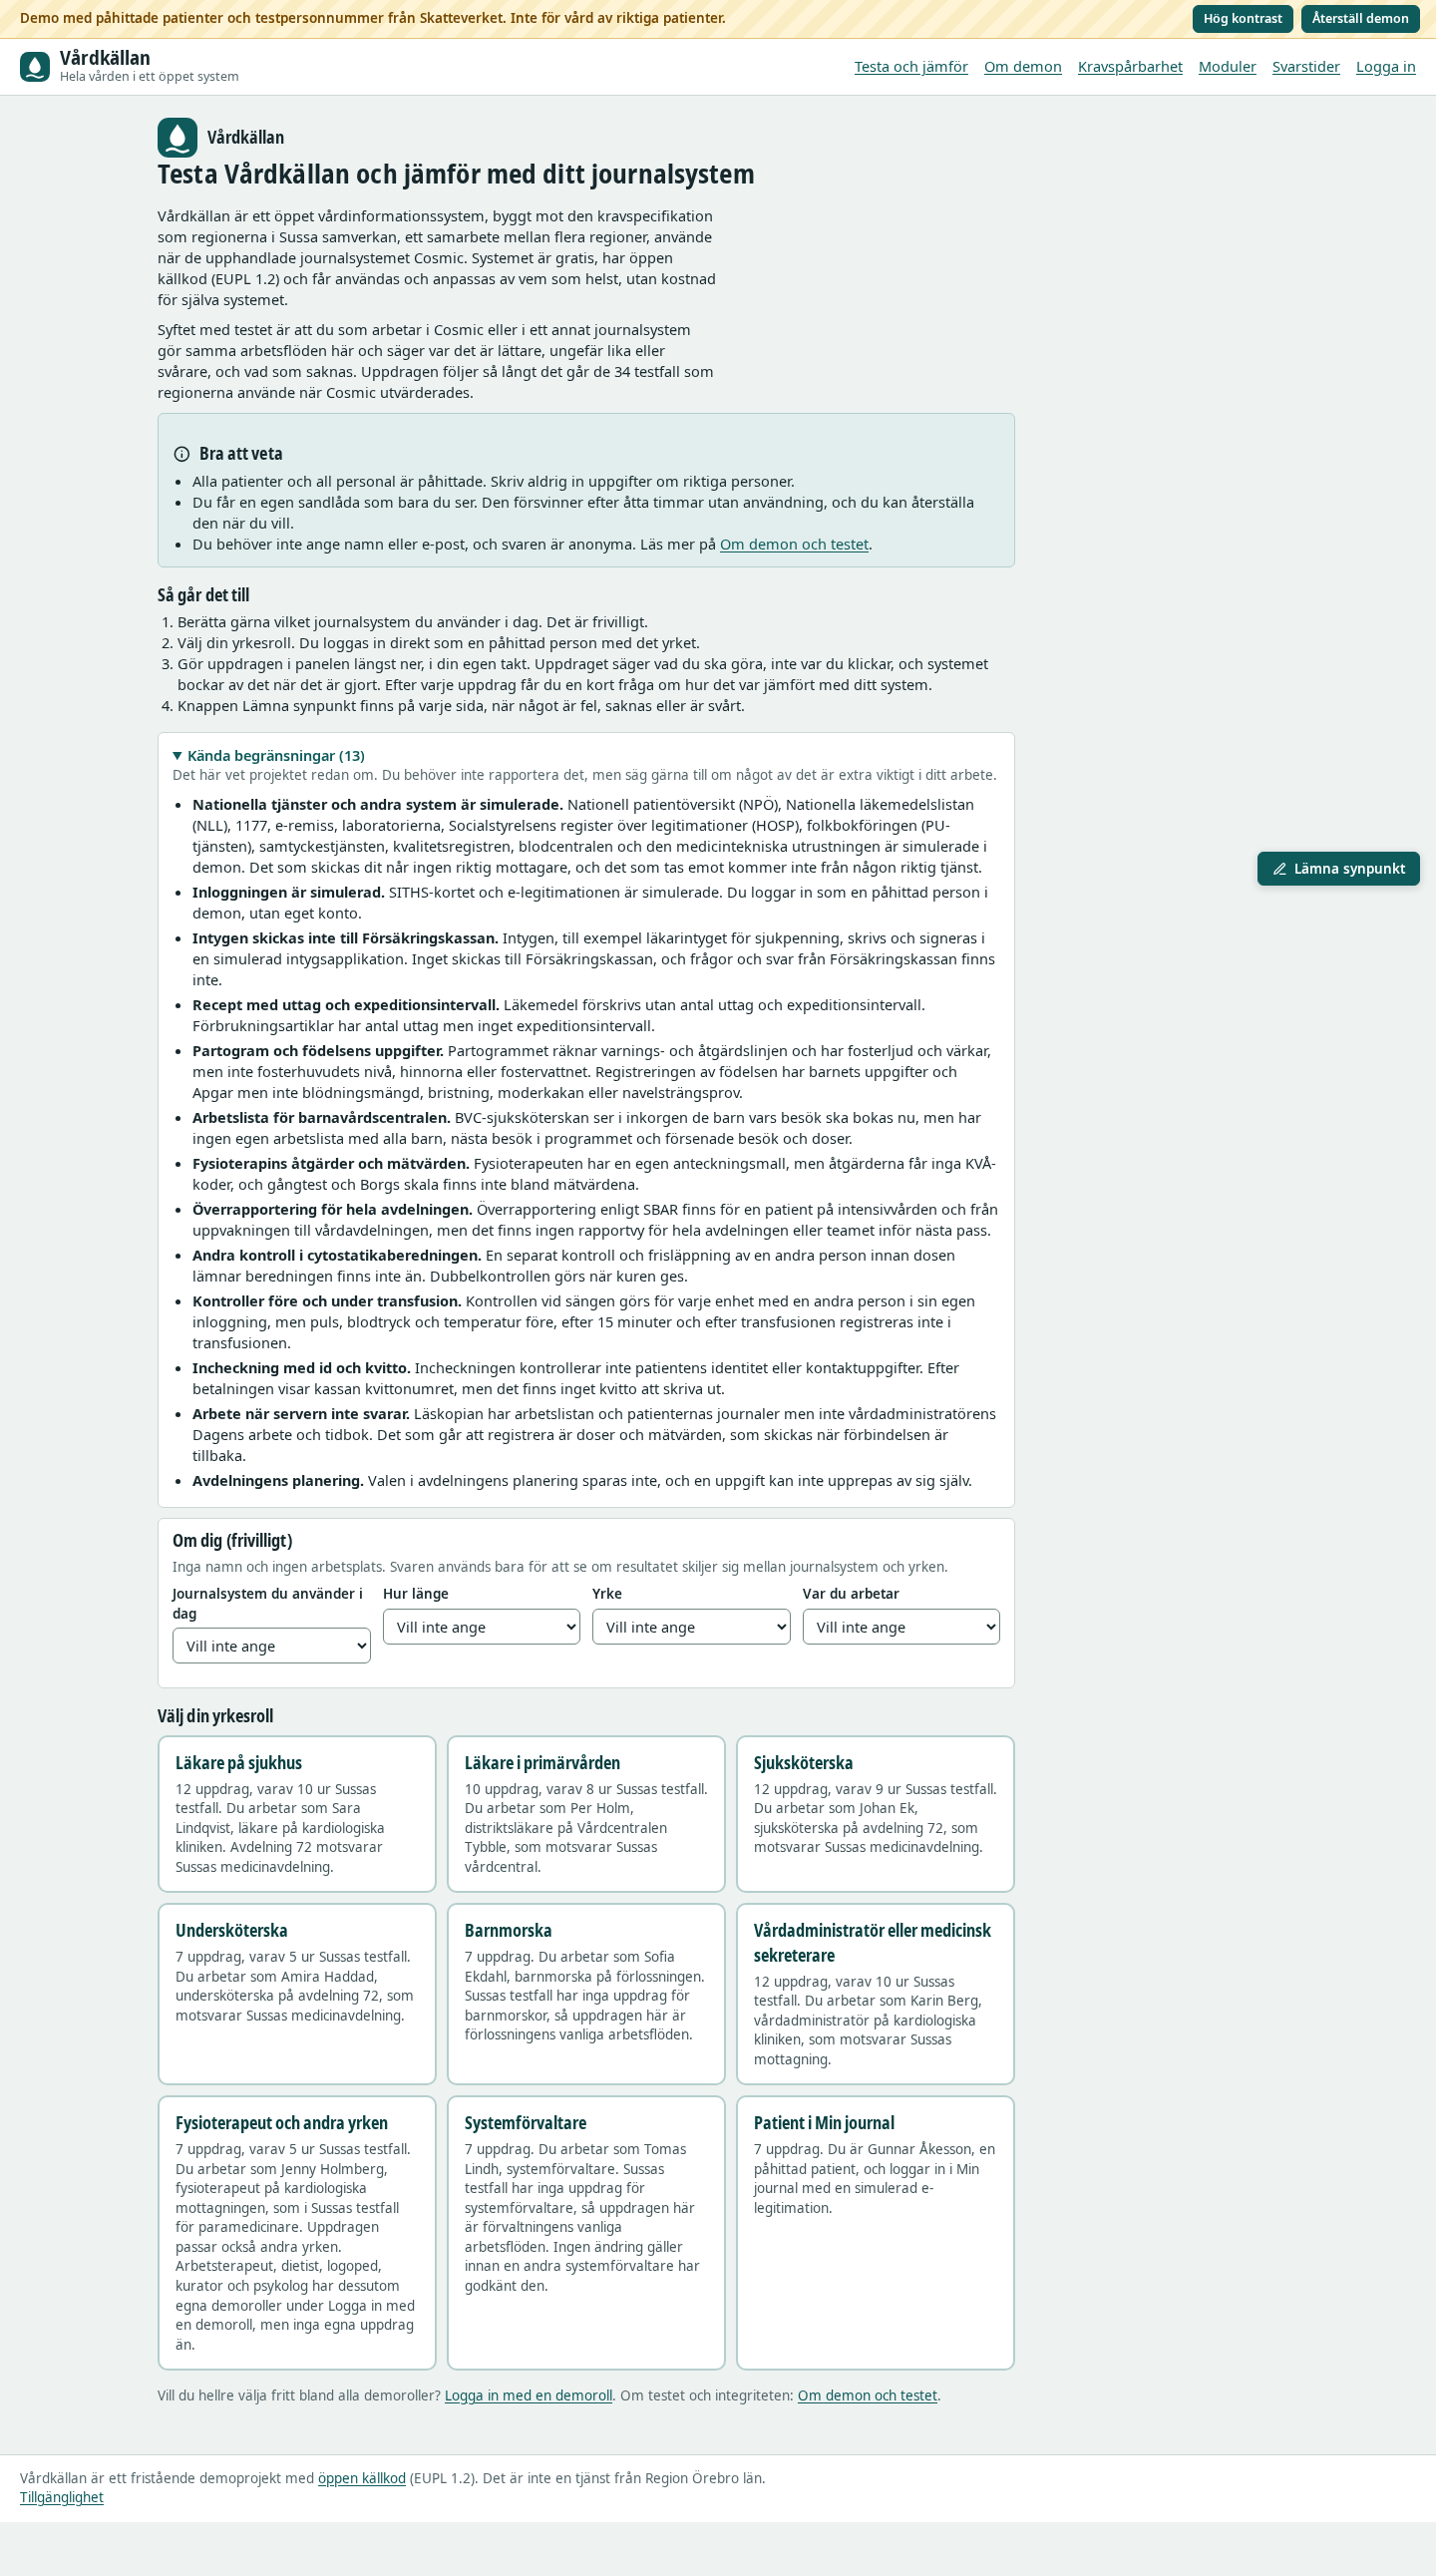 Demo med påhittade patienter och testpersonnummer från Skatteverket. Inte för vård av riktiga patienter.
Hög kontrast
Återställ demon
Vårdkällan
Hela vården i ett öppet system
Testa och jämför
Om demon
Kravspårbarhet
Moduler
Svarstider
Logga in
Vårdkällan
Testa Vårdkällan och jämför med ditt journalsystem
Vårdkällan är ett öppet vårdinformationssystem, byggt mot den kravspecifikation
som regionerna i Sussa samverkan, ett samarbete mellan flera regioner, använde
när de upphandlade journalsystemet Cosmic. Systemet är gratis, har öppen
källkod (EUPL 1.2) och får användas och anpassas av vem som helst, utan kostnad
för själva systemet.
Syftet med testet är att du som arbetar i Cosmic eller i ett annat journalsystem
gör samma arbetsflöden här och säger var det är lättare, ungefär lika eller
svårare, och vad som saknas. Uppdragen följer så långt det går de 34 testfall som
regionerna använde när Cosmic utvärderades.
Bra att veta
• Alla patienter och all personal är påhittade. Skriv aldrig in uppgifter om riktiga personer.
• Du får en egen sandlåda som bara du ser. Den försvinner efter åtta timmar utan användning, och du kan återställa
den när du vill.
• Du behöver inte ange namn eller e-post, och svaren är anonyma. Läs mer på Om demon och testet.
Så går det till
1. Berätta gärna vilket journalsystem du använder i dag. Det är frivilligt.
2. Välj din yrkesroll. Du loggas in direkt som en påhittad person med det yrket.
3. Gör uppdragen i panelen längst ner, i din egen takt. Uppdraget säger vad du ska göra, inte var du klickar, och systemet
bockar av det när det är gjort. Efter varje uppdrag får du en kort fråga om hur det var jämfört med ditt system.
4. Knappen Lämna synpunkt finns på varje sida, när något är fel, saknas eller är svårt.
▼ Kända begränsningar (13)
Det här vet projektet redan om. Du behöver inte rapportera det, men säg gärna till om något av det är extra viktigt i ditt arbete.
• Nationella tjänster och andra system är simulerade. Nationell patientöversikt (NPÖ), Nationella läkemedelslistan
(NLL), 1177, e-remiss, laboratorierna, Socialstyrelsens register över legitimationer (HOSP), folkbokföringen (PU-
tjänsten), samtyckestjänsten, kvalitetsregistren, blodcentralen och den medicintekniska utrustningen är simulerade i
demon. Det som skickas dit når ingen riktig mottagare, och det som tas emot kommer inte från någon riktig tjänst.
• Inloggningen är simulerad. SITHS-kortet och e-legitimationen är simulerade. Du loggar in som en påhittad person i
demon, utan eget konto.
• Intygen skickas inte till Försäkringskassan. Intygen, till exempel läkarintyget för sjukpenning, skrivs och signeras i
en simulerad intygsapplikation. Inget skickas till Försäkringskassan, och frågor och svar från Försäkringskassan finns
inte.
• Recept med uttag och expeditionsintervall. Läkemedel förskrivs utan antal uttag och expeditionsintervall.
Förbrukningsartiklar har antal uttag men inget expeditionsintervall.
• Partogram och födelsens uppgifter. Partogrammet räknar varnings- och åtgärdslinjen och har fosterljud och värkar,
men inte fosterhuvudets nivå, hinnorna eller fostervattnet. Registreringen av födelsen har barnets uppgifter och
Apgar men inte blödningsmängd, bristning, moderkakan eller navelsträngsprov.
• Arbetslista för barnavårdscentralen. BVC-sjuksköterskan ser i inkorgen de barn vars besök ska bokas nu, men har
ingen egen arbetslista med alla barn, nästa besök i programmet och försenade besök och doser.
• Fysioterapins åtgärder och mätvärden. Fysioterapeuten har en egen anteckningsmall, men åtgärderna får inga KVÅ-
koder, och gångtest och Borgs skala finns inte bland mätvärdena.
• Överrapportering för hela avdelningen. Överrapportering enligt SBAR finns för en patient på intensivvården och från
uppvakningen till vårdavdelningen, men det finns ingen rapportvy för hela avdelningen eller teamet inför nästa pass.
• Andra kontroll i cytostatikaberedningen. En separat kontroll och frisläppning av en andra person innan dosen
lämnar beredningen finns inte än. Dubbelkontrollen görs när kuren ges.
• Kontroller före och under transfusion. Kontrollen vid sängen görs för varje enhet med en andra person i sin egen
inloggning, men puls, blodtryck och temperatur före, efter 15 minuter och efter transfusionen registreras inte i
transfusionen.
• Incheckning med id och kvitto. Incheckningen kontrollerar inte patientens identitet eller kontaktuppgifter. Efter
betalningen visar kassan kvittonumret, men det finns inget kvitto att skriva ut.
• Arbete när servern inte svarar. Läskopian har arbetslistan och patienternas journaler men inte vårdadministratörens
Dagens arbete och tidbok. Det som går att registrera är doser och mätvärden, som skickas när förbindelsen är
tillbaka.
• Avdelningens planering. Valen i avdelningens planering sparas inte, och en uppgift kan inte upprepas av sig själv.
Lämna synpunkt
Om dig (frivilligt)
Inga namn och ingen arbetsplats. Svaren används bara för att se om resultatet skiljer sig mellan journalsystem och yrken.
Journalsystem du använder i
dag
Vill inte ange
Hur länge
Vill inte ange
Yrke
Vill inte ange
Var du arbetar
Vill inte ange
Välj din yrkesroll
Läkare på sjukhus
12 uppdrag, varav 10 ur Sussas
testfall. Du arbetar som Sara
Lindqvist, läkare på kardiologiska
kliniken. Avdelning 72 motsvarar
Sussas medicinavdelning.
Läkare i primärvården
10 uppdrag, varav 8 ur Sussas testfall.
Du arbetar som Per Holm,
distriktsläkare på Vårdcentralen
Tybble, som motsvarar Sussas
vårdcentral.
Sjuksköterska
12 uppdrag, varav 9 ur Sussas testfall.
Du arbetar som Johan Ek,
sjuksköterska på avdelning 72, som
motsvarar Sussas medicinavdelning.
Undersköterska
7 uppdrag, varav 5 ur Sussas testfall.
Du arbetar som Amira Haddad,
undersköterska på avdelning 72, som
motsvarar Sussas medicinavdelning.
Barnmorska
7 uppdrag. Du arbetar som Sofia
Ekdahl, barnmorska på förlossningen.
Sussas testfall har inga uppdrag för
barnmorskor, så uppdragen här är
förlossningens vanliga arbetsflöden.
Vårdadministratör eller medicinsk
sekreterare
12 uppdrag, varav 10 ur Sussas
testfall. Du arbetar som Karin Berg,
vårdadministratör på kardiologiska
kliniken, som motsvarar Sussas
mottagning.
Fysioterapeut och andra yrken
7 uppdrag, varav 5 ur Sussas testfall.
Du arbetar som Jenny Holmberg,
fysioterapeut på kardiologiska
mottagningen, som i Sussas testfall
för paramedicinare. Uppdragen
passar också andra yrken.
Arbetsterapeut, dietist, logoped,
kurator och psykolog har dessutom
egna demoroller under Logga in med
en demoroll, men inga egna uppdrag
än.
Systemförvaltare
7 uppdrag. Du arbetar som Tomas
Lindh, systemförvaltare. Sussas
testfall har inga uppdrag för
systemförvaltare, så uppdragen här
är förvaltningens vanliga
arbetsflöden. Ingen ändring gäller
innan en andra systemförvaltare har
godkänt den.
Patient i Min journal
7 uppdrag. Du är Gunnar Åkesson, en
påhittad patient, och loggar in i Min
journal med en simulerad e-
legitimation.
Vill du hellre välja fritt bland alla demoroller? Logga in med en demoroll. Om testet och integriteten: Om demon och testet.
Vårdkällan är ett fristående demoprojekt med öppen källkod (EUPL 1.2). Det är inte en tjänst från Region Örebro län.
Tillgänglighet